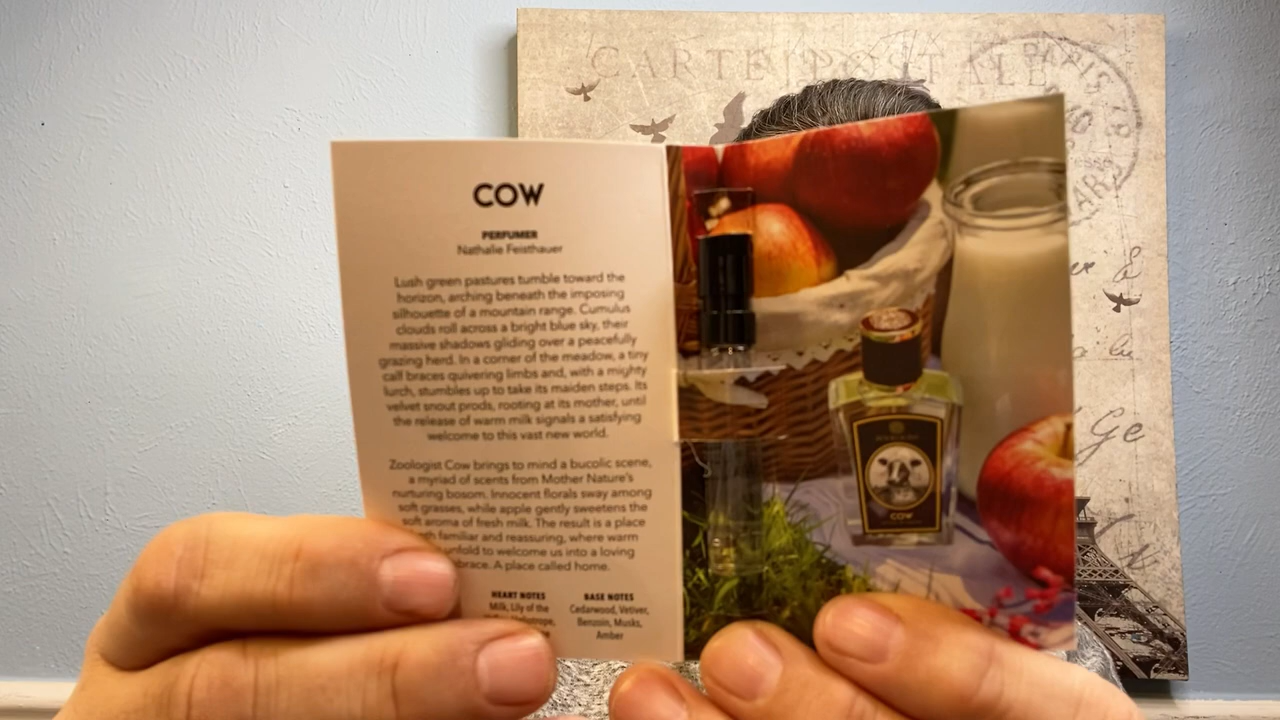 CARTE POSTALE
PARIS
COW
PERFUMER
Nathalie Feisthauer
Lush green pastures tumble toward the
horizon, arching beneath the imposing
silhouette of a mountain range. Cumulus
clouds roll across a bright blue sky, their
massive shadows gliding over a peacefully
grazing herd. In a corner of the meadow, a tiny
calf braces quivering limbs and, with a mighty
lurch, stumbles up to take its maiden steps. Its
velvet snout prods, rooting at its mother, until
the release of warm milk signals a satisfying
welcome to this vast new world.
Zoologist Cow brings to mind a bucolic scene,
a myriad of scents from Mother Nature's
nurturing bosom. Innocent florals sway among
soft grasses, while apple gently sweetens the
soft aroma of fresh milk. The result is a place
familiar and reassuring, where warm
unfold to welcome us into a loving
A place called home.
HEART NOTES
Milk, Lily of the
BASE NOTES
Cedarwood, Vetiver,
Benzoin, Musks,
Amber
COW
Ge